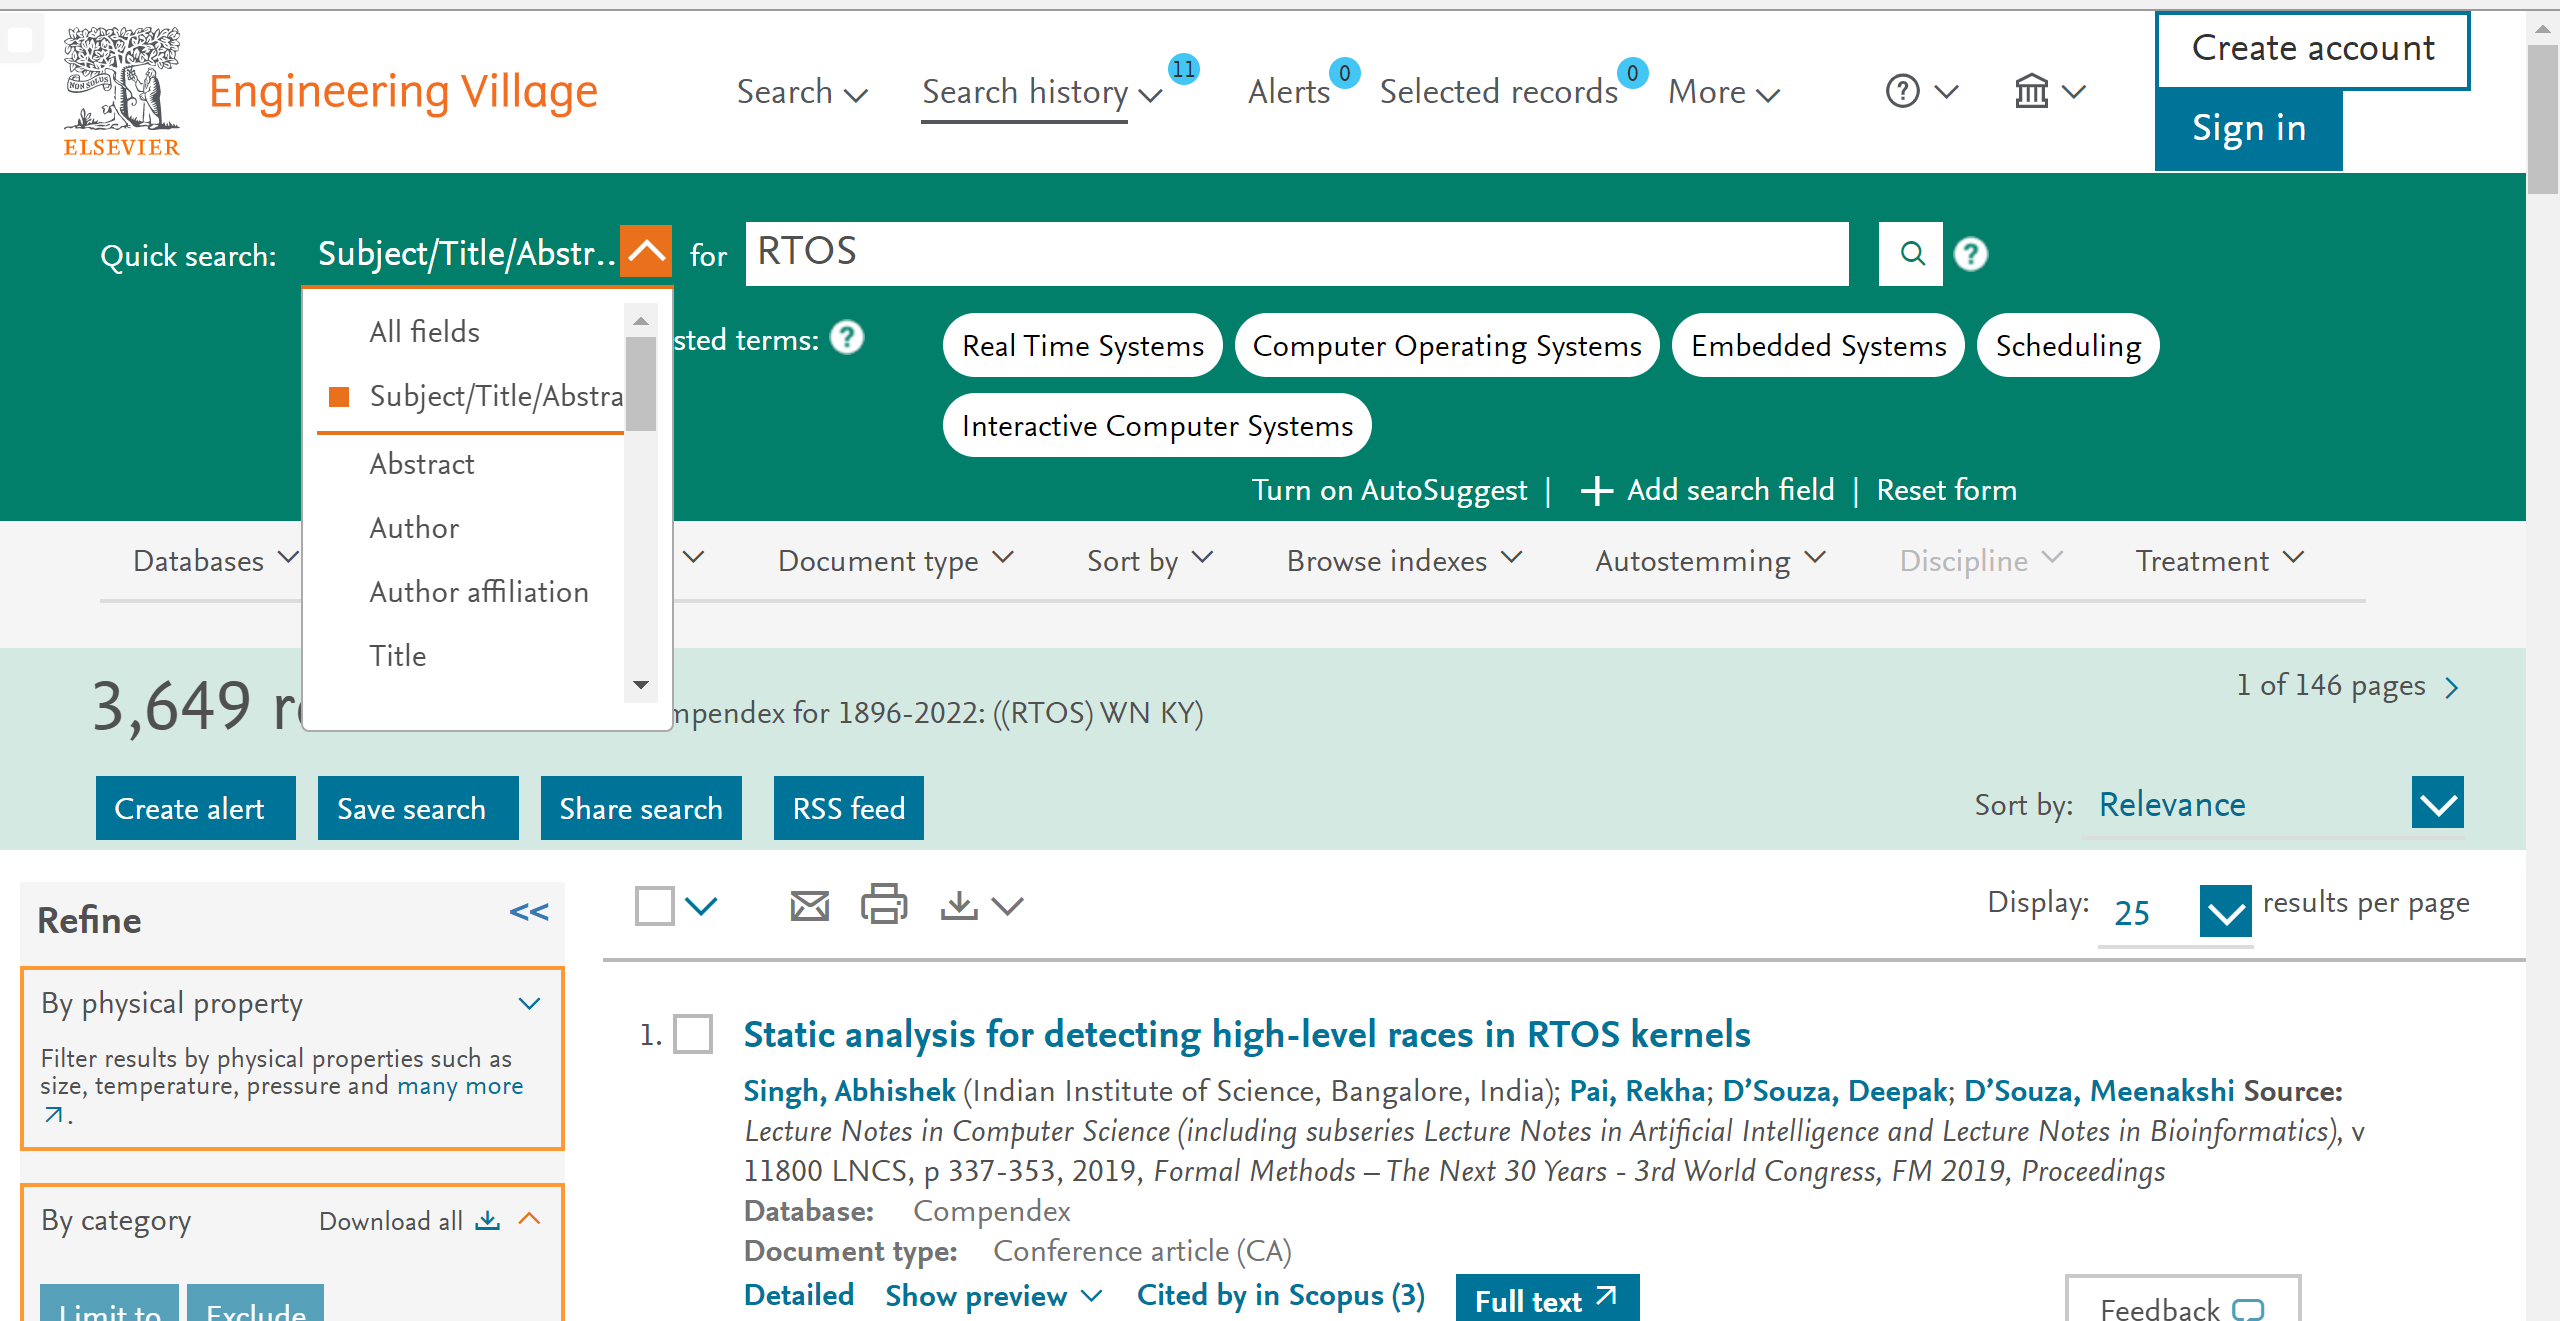 NON SOLUS
ELSEVIER
Engineering Village
Search
Search history 11
Alerts 0
Selected records 0
More
?
Create account
Sign in
Quick search: Subject/Title/Abstr.. for RTOS ?
All fields
Subject/Title/Abstra
Abstract
Author
Author affiliation
Title
sted terms: ?
Real Time Systems
Computer Operating Systems
Embedded Systems
Scheduling
Interactive Computer Systems
Turn on AutoSuggest | + Add search field | Reset form
Databases
Document type
Sort by
Browse indexes
Autostemming
Discipline
Treatment
3,649 r
mpendex for 1896-2022: ((RTOS) WN KY)
1 of 146 pages
Create alert
Save search
Share search
RSS feed
Sort by: Relevance
Refine
<<
Display: 25 results per page
By physical property
Filter results by physical properties such as
size, temperature, pressure and many more
.
By category
Download all
Limit to
Exclude
1. Static analysis for detecting high-level races in RTOS kernels
Singh, Abhishek (Indian Institute of Science, Bangalore, India); Pai, Rekha; D’Souza, Deepak; D’Souza, Meenakshi Source:
Lecture Notes in Computer Science (including subseries Lecture Notes in Artificial Intelligence and Lecture Notes in Bioinformatics), v
11800 LNCS, p 337-353, 2019, Formal Methods – The Next 30 Years - 3rd World Congress, FM 2019, Proceedings
Database: Compendex
Document type: Conference article (CA)
Detailed Show preview Cited by in Scopus (3) Full text
Feedback